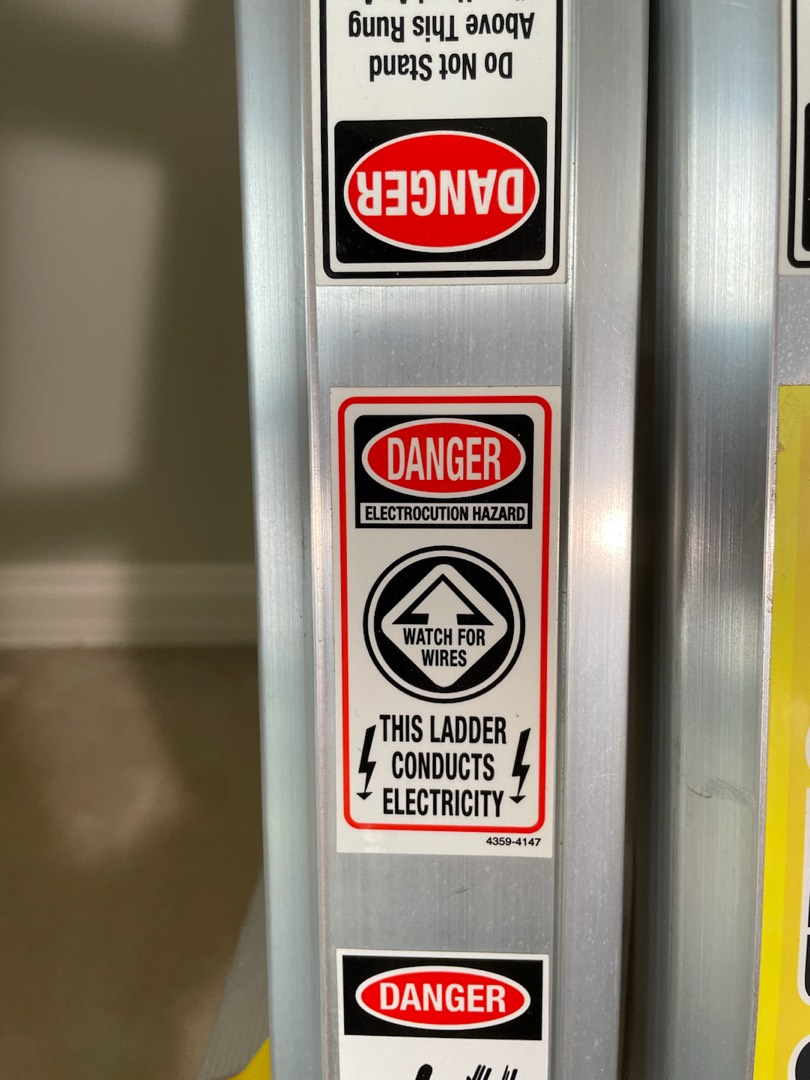 Above This Rung
Do Not Stand
DANGER
DANGER
ELECTROCUTION HAZARD
WATCH FOR
WIRES
THIS LADDER
CONDUCTS
ELECTRICITY
4359-4147
DANGER